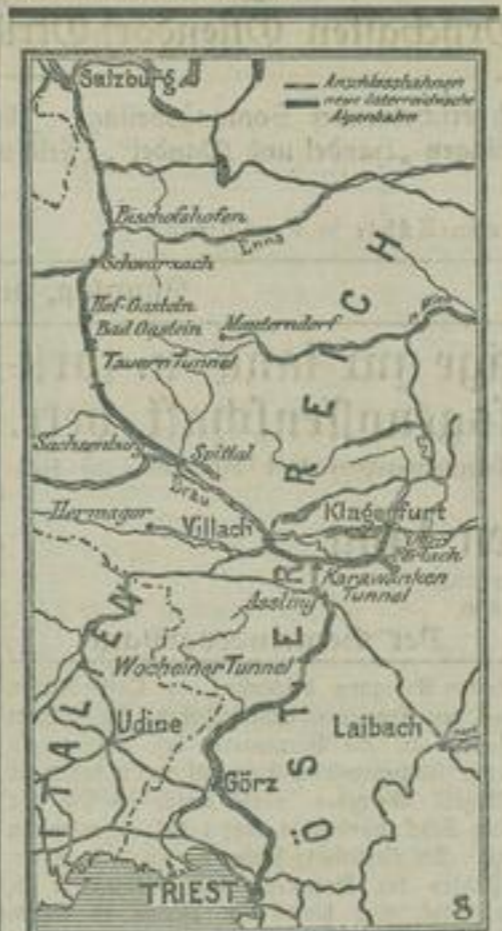 Salzburg
Anschlussbahnen
neue österreichische
Alpenbahn
Bischofshofen
Enns
Schwarzach
Hof-Gastein
Bad Gastein
Mauterndorf
Tauern Tunnel
Sachsenburg
Spittal
Drau
Hermagor
Villach
Klagenfurt
Karawanken
Tunnel
Assling
Wocheiner Tunnel
Udine
Laibach
Görz
TRIEST
ITALIEN
ÖSTERREICH
S